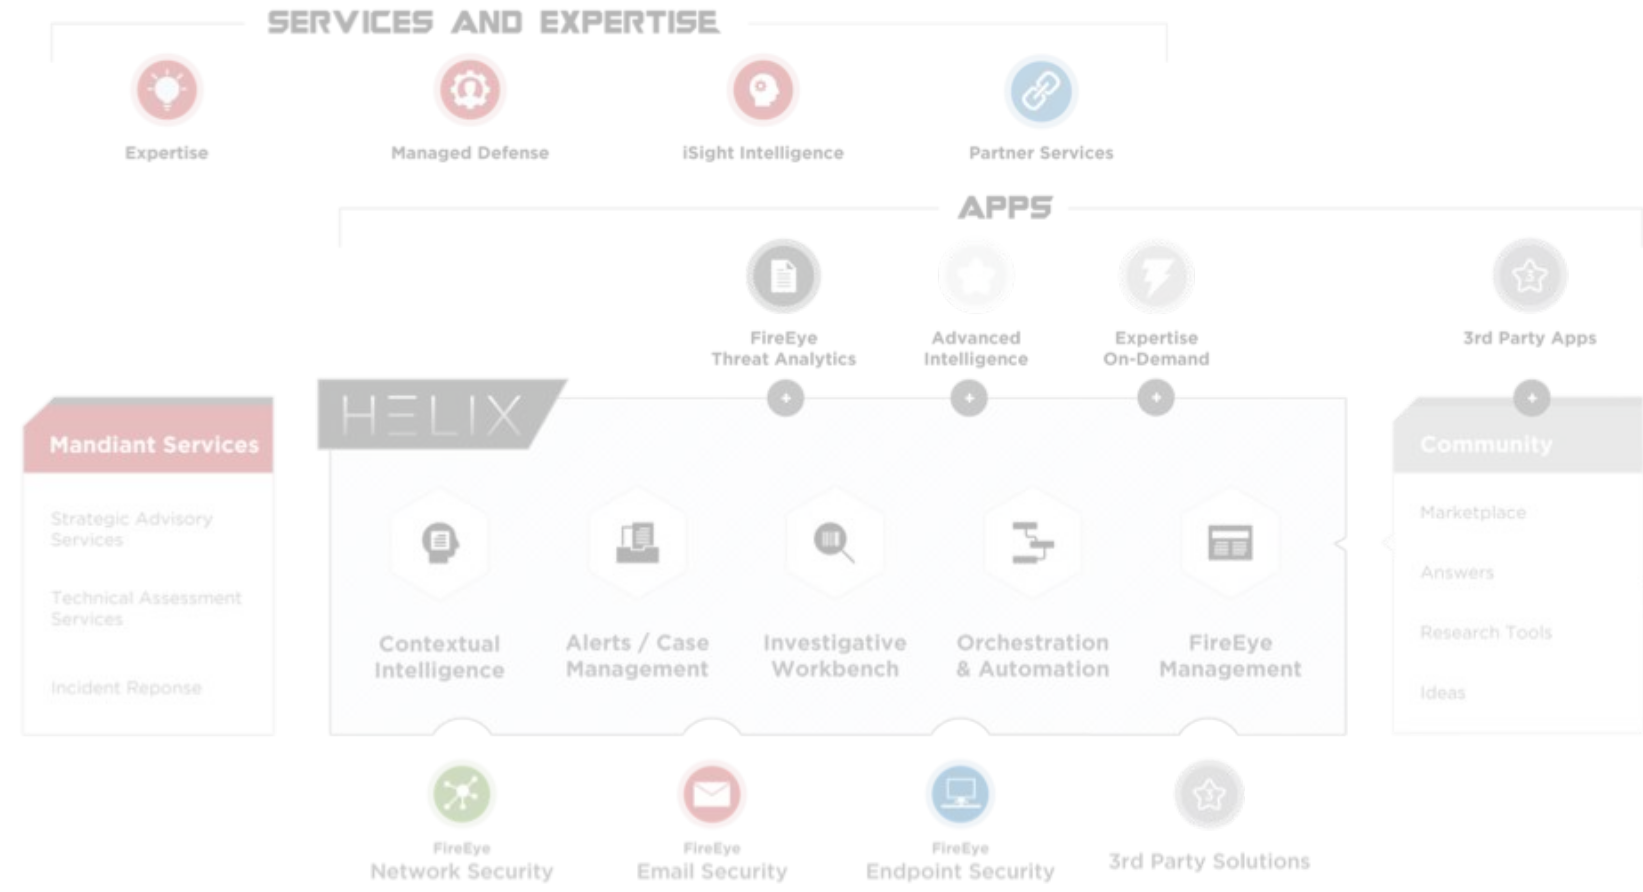 SERVICES AND EXPERTISE
Expertise
Managed Defense
iSight Intelligence
Partner Services
APPS
FireEye
Threat Analytics
Advanced
Intelligence
Expertise
On-Demand
3
3rd Party Apps
HELIX
Mandiant Services
Strategic Advisory
Services
Technical Assessment
Services
Incident Reponse
Contextual
Intelligence
Alerts / Case
Management
Investigative
Workbench
Orchestration
& Automation
FireEye
Management
Community
Marketplace
Answers
Research Tools
Ideas
FireEye
Network Security
FireEye
Email Security
FireEye
Endpoint Security
3
3rd Party Solutions